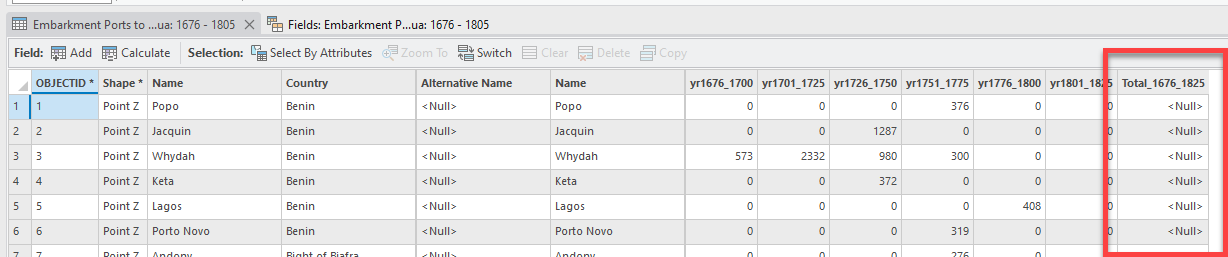 Embarkment Ports to ...ua: 1676 - 1805 Fields: Embarkment P...ua: 1676 - 1805
Field: Add Calculate Selection: Select By Attributes Zoom To Switch Clear Delete Copy
OBJECTID * Shape * Name Country Alternative Name Name yr1676_1700 yr1701_1725 yr1726_1750 yr1751_1775 yr1776_1800 yr1801_1825 Total_1676_1825
1 1 Point Z Popo Benin <Null> Popo 0 0 0 376 0 0 <Null>
2 2 Point Z Jacquin Benin <Null> Jacquin 0 0 1287 0 0 0 <Null>
3 3 Point Z Whydah Benin <Null> Whydah 573 2332 980 300 0 0 <Null>
4 4 Point Z Keta Benin <Null> Keta 0 0 372 0 0 0 <Null>
5 5 Point Z Lagos Benin <Null> Lagos 0 0 0 0 408 0 <Null>
6 6 Point Z Porto Novo Benin <Null> Porto Novo 0 0 0 319 0 0 <Null>
7 7 Point Z Andony Bight of Biafra <Null> Andony 0 0 0 276 0 0 <Null>